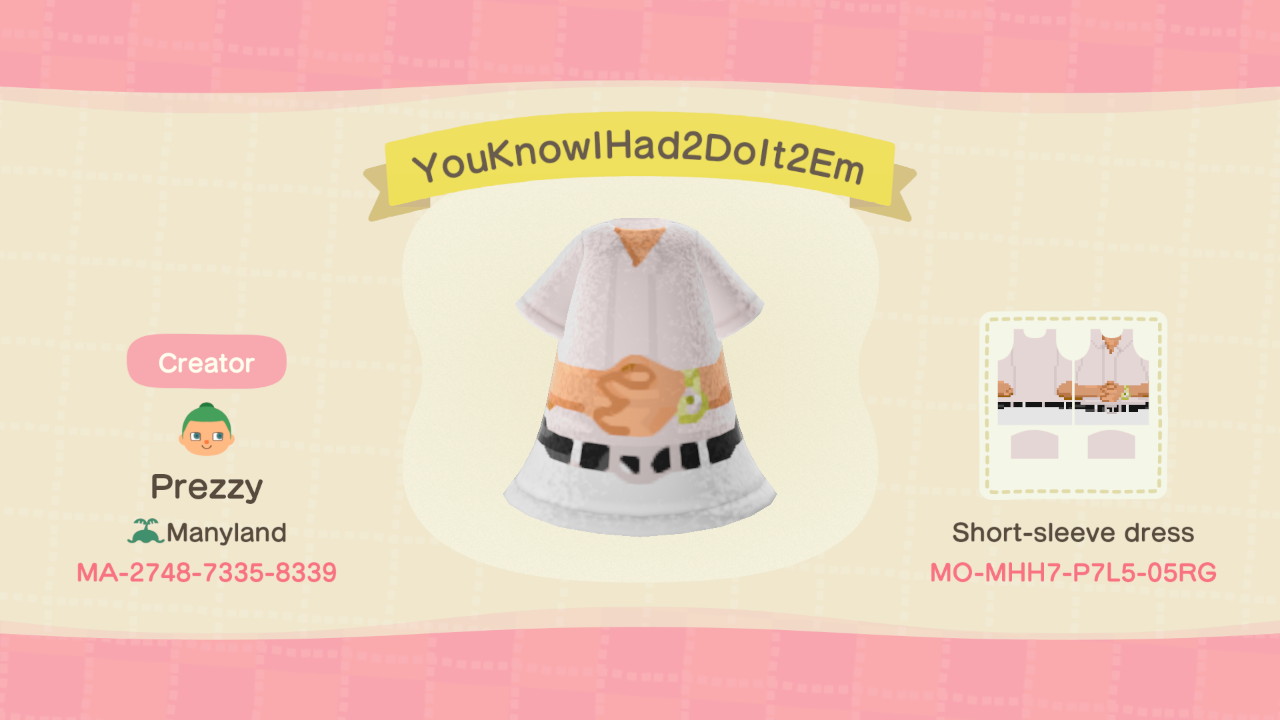 YouKnowIHad2DoIt2Em
Creator
Prezzy
Manyland
MA-2748-7335-8339
Short-sleeve dress
MO-MHH7-P7L5-05RG